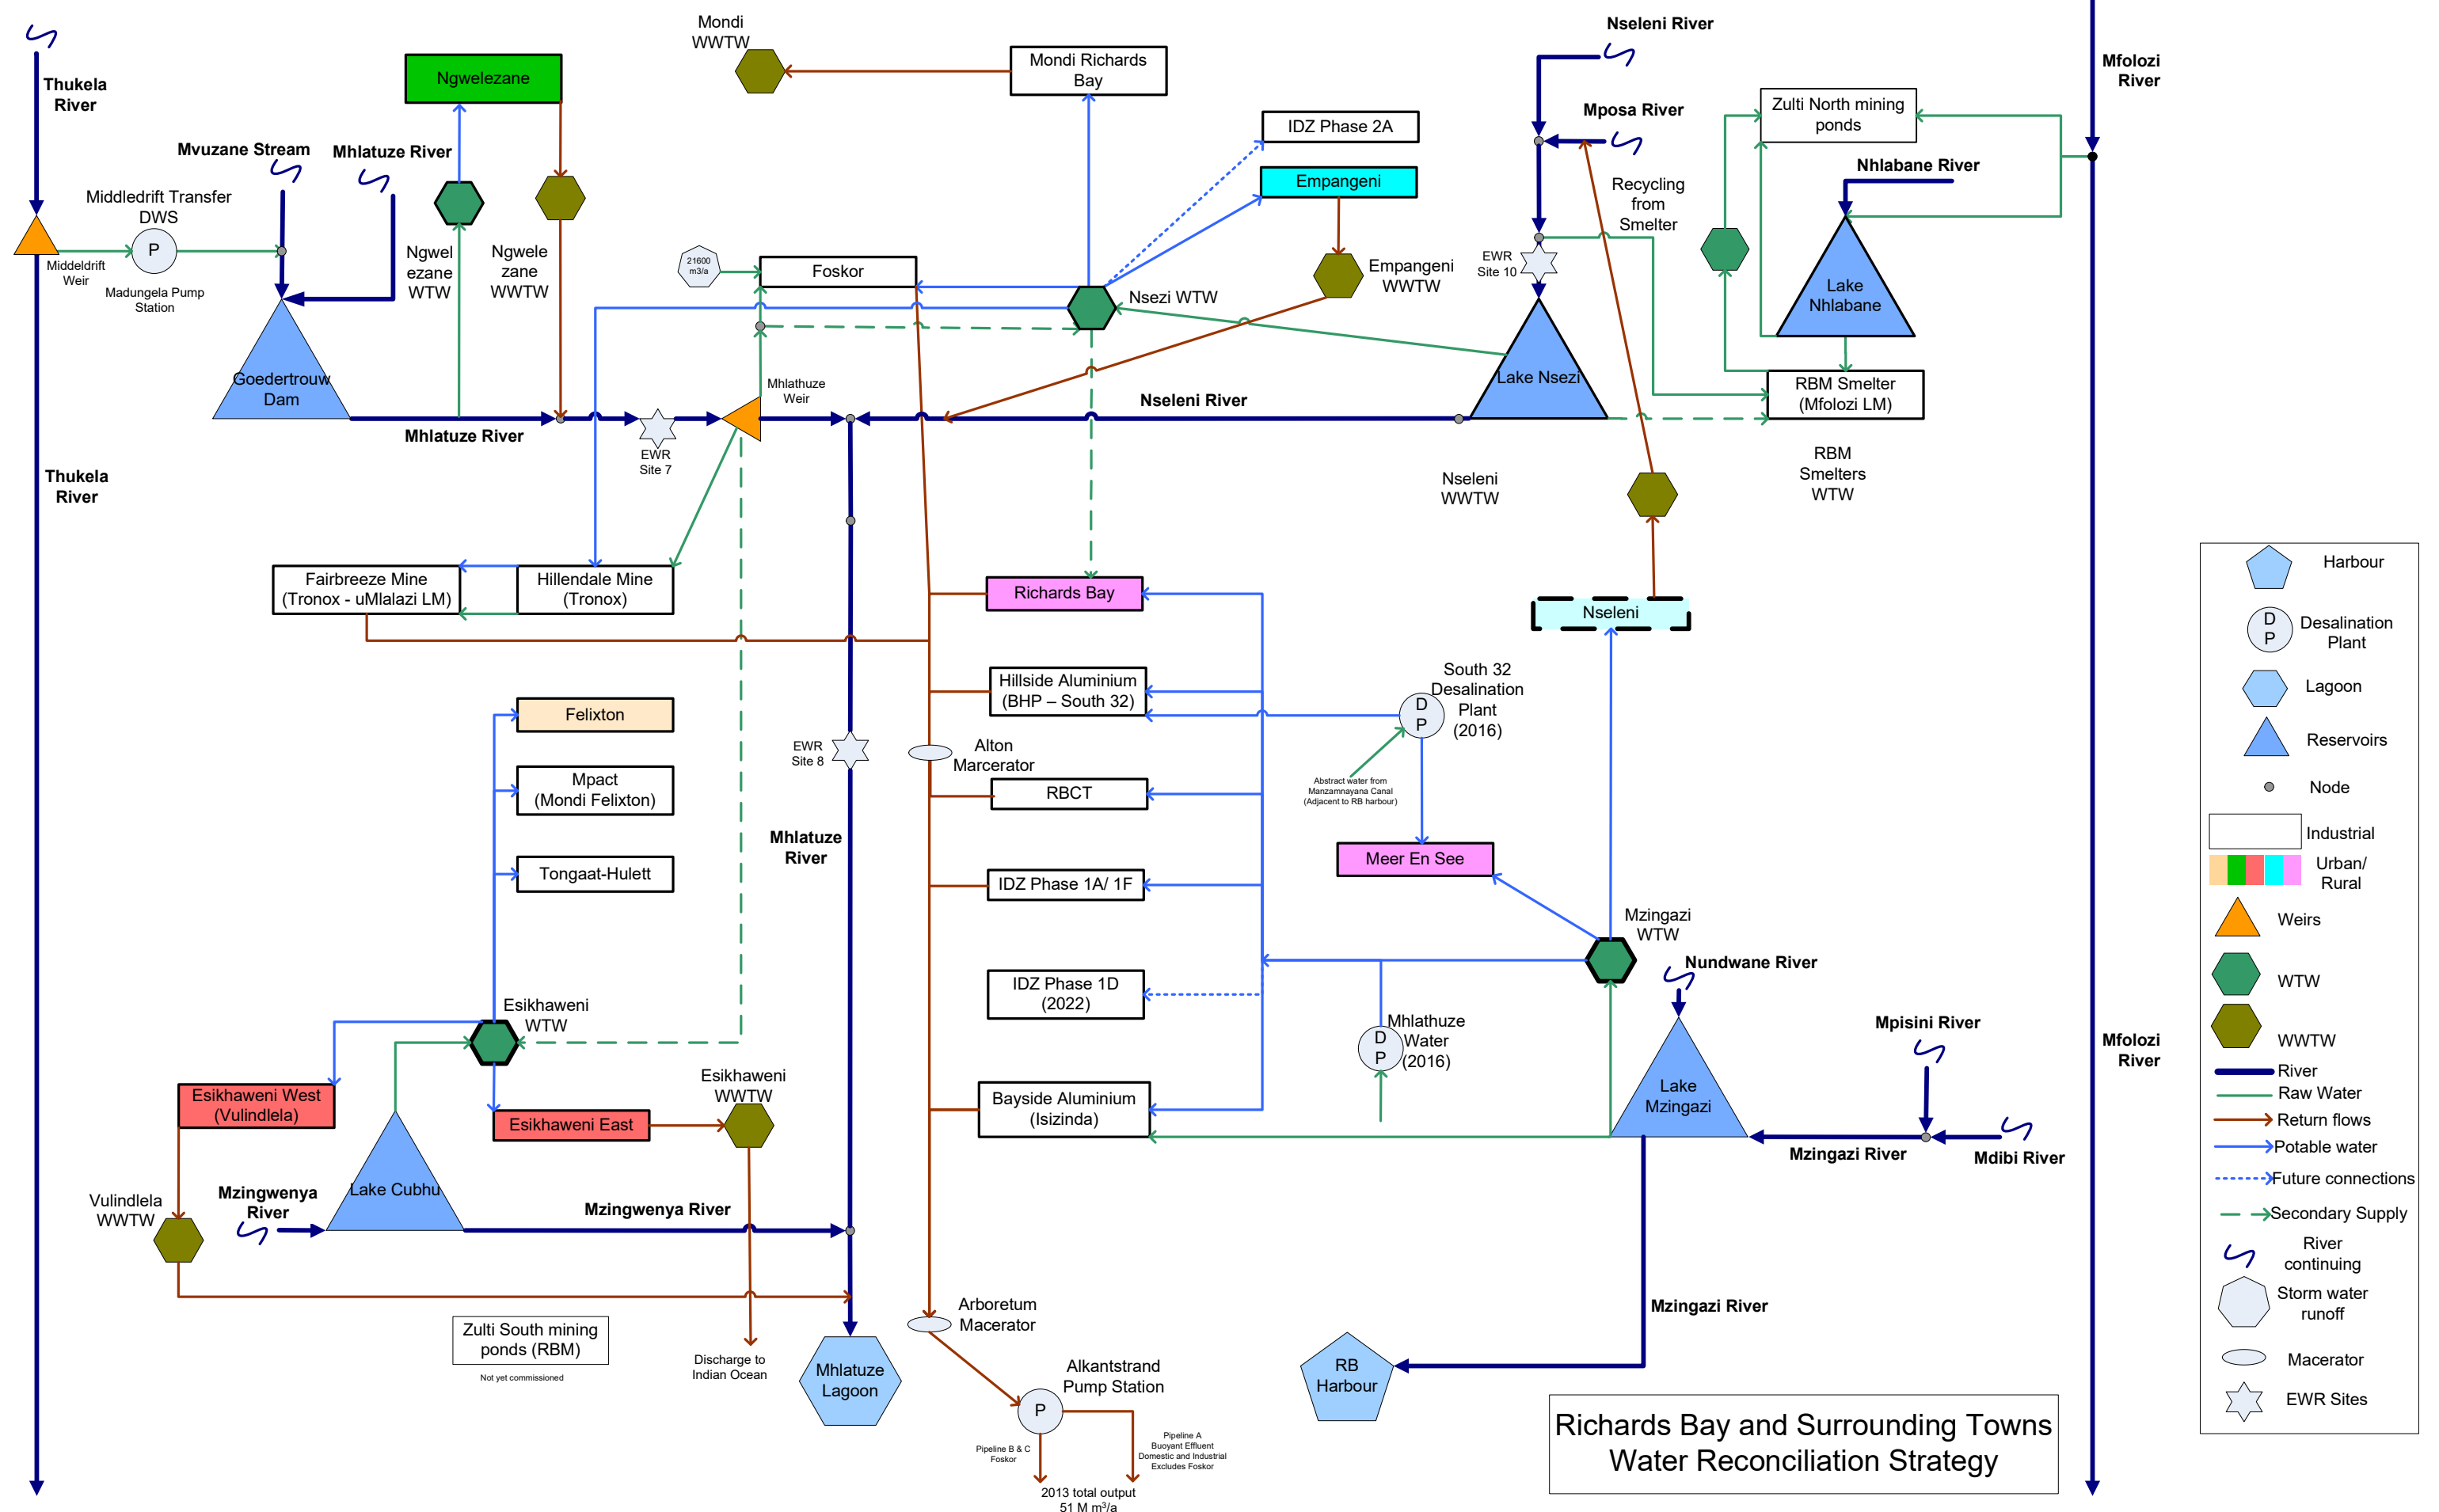 Thukela
River
Middledrift Transfer
DWS
P
Middeldrift
Weir
Madungela Pump
Station
Mvuzane Stream
Mhlatuze River
Goedertrouw
Dam
Ngwelezane
Ngwel
ezane
WTW
Ngwele
zane
WWTW
Mhlatuze River
EWR
Site 7
Mhlathuze
Weir
Mondi
WWTW
Mondi Richards
Bay
IDZ Phase 2A
Empangeni
Empangeni
WWTW
21600
m3/a
Foskor
Nsezi WTW
Nseleni River
Nseleni River
Mposa River
EWR
Site 10
Lake Nsezi
Recycling
from
Smelter
Zulti North mining
ponds
Nhlabane River
Lake
Nhlabane
RBM Smelter
(Mfolozi LM)
RBM
Smelters
WTW
Mfolozi
River
Thukela
River
Nseleni
WWTW
Nseleni
Fairbreeze Mine
(Tronox - uMlalazi LM)
Hillendale Mine
(Tronox)
Richards Bay
Hillside Aluminium
(BHP – South 32)
South 32
Desalination
Plant
(2016)
D
P
Abstract water from
Manzamnayana Canal
(Adjacent to RB harbour)
Felixton
Mpact
(Mondi Felixton)
Tongaat-Hulett
EWR
Site 8
Alton
Marcerator
RBCT
Mhlatuze
River
IDZ Phase 1A/ 1F
Meer En See
IDZ Phase 1D
(2022)
Mzingazi
WTW
Nundwane River
Mhlathuze
Water
(2016)
D
P
Lake
Mzingazi
Mpisini River
Mzingazi River
Mdibi River
Mfolozi
River
Esikhaweni
WTW
Esikhaweni West
(Vulindlela)
Esikhaweni East
Esikhaweni
WWTW
Bayside Aluminium
(Isizinda)
Vulindlela
WWTW
Mzingwenya
River
Lake Cubhu
Mzingwenya River
Zulti South mining
ponds (RBM)
Not yet commissioned
Discharge to
Indian Ocean
Mhlatuze
Lagoon
Arboretum
Macerator
Alkantstrand
Pump Station
P
Pipeline B & C
Foskor
Pipeline A
Buoyant Effluent
Domestic and Industrial
Excludes Foskor
2013 total output
51 M m³/a
RB
Harbour
Mzingazi River
Richards Bay and Surrounding Towns
Water Reconciliation Strategy
Harbour
D
P
Desalination
Plant
Lagoon
Reservoirs
Node
Industrial
Urban/
Rural
Weirs
WTW
WWTW
River
Raw Water
Return flows
Potable water
Future connections
Secondary Supply
River
continuing
Storm water
runoff
Macerator
EWR Sites